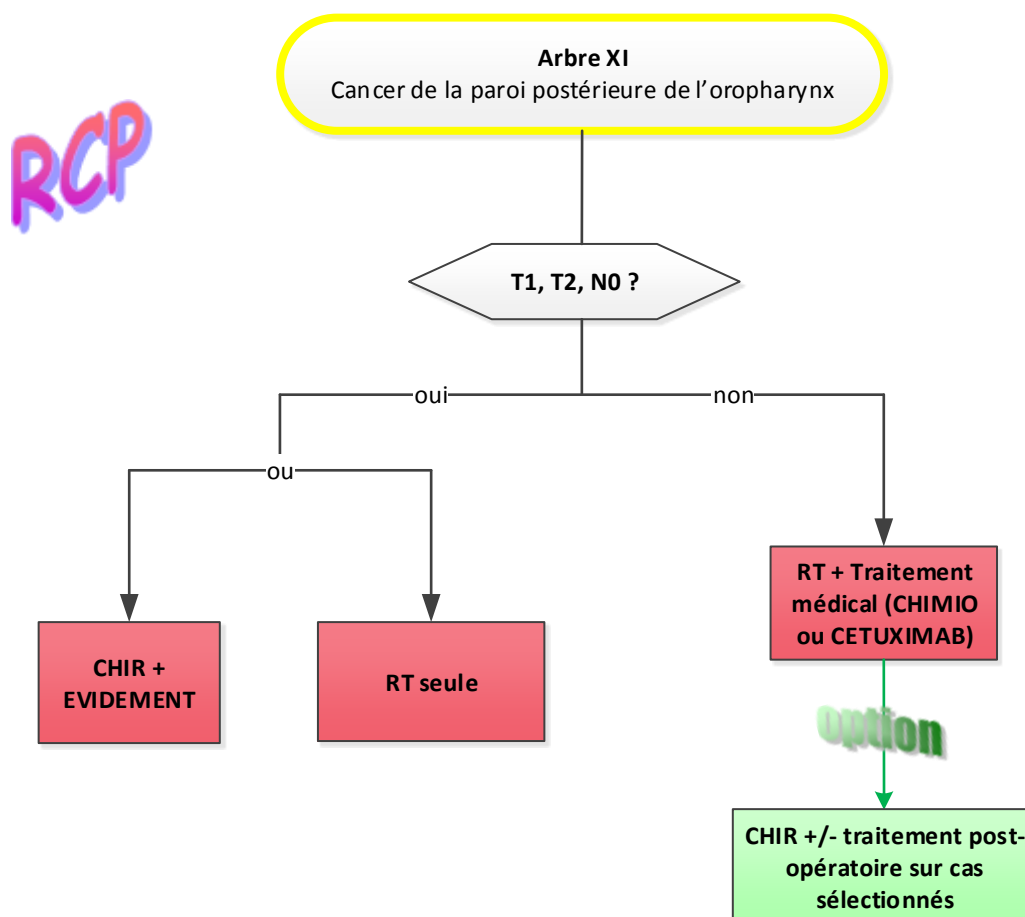 Arbre XI
Cancer de la paroi postérieure de l'oropharynx
RCP
T1, T2, N0 ?
oui
non
ou
CHIR +
EVIDEMENT
RT seule
RT + Traitement
médical (CHIMIO
ou CETUXIMAB)
option
CHIR +/- traitement post-
opératoire sur cas
sélectionnés